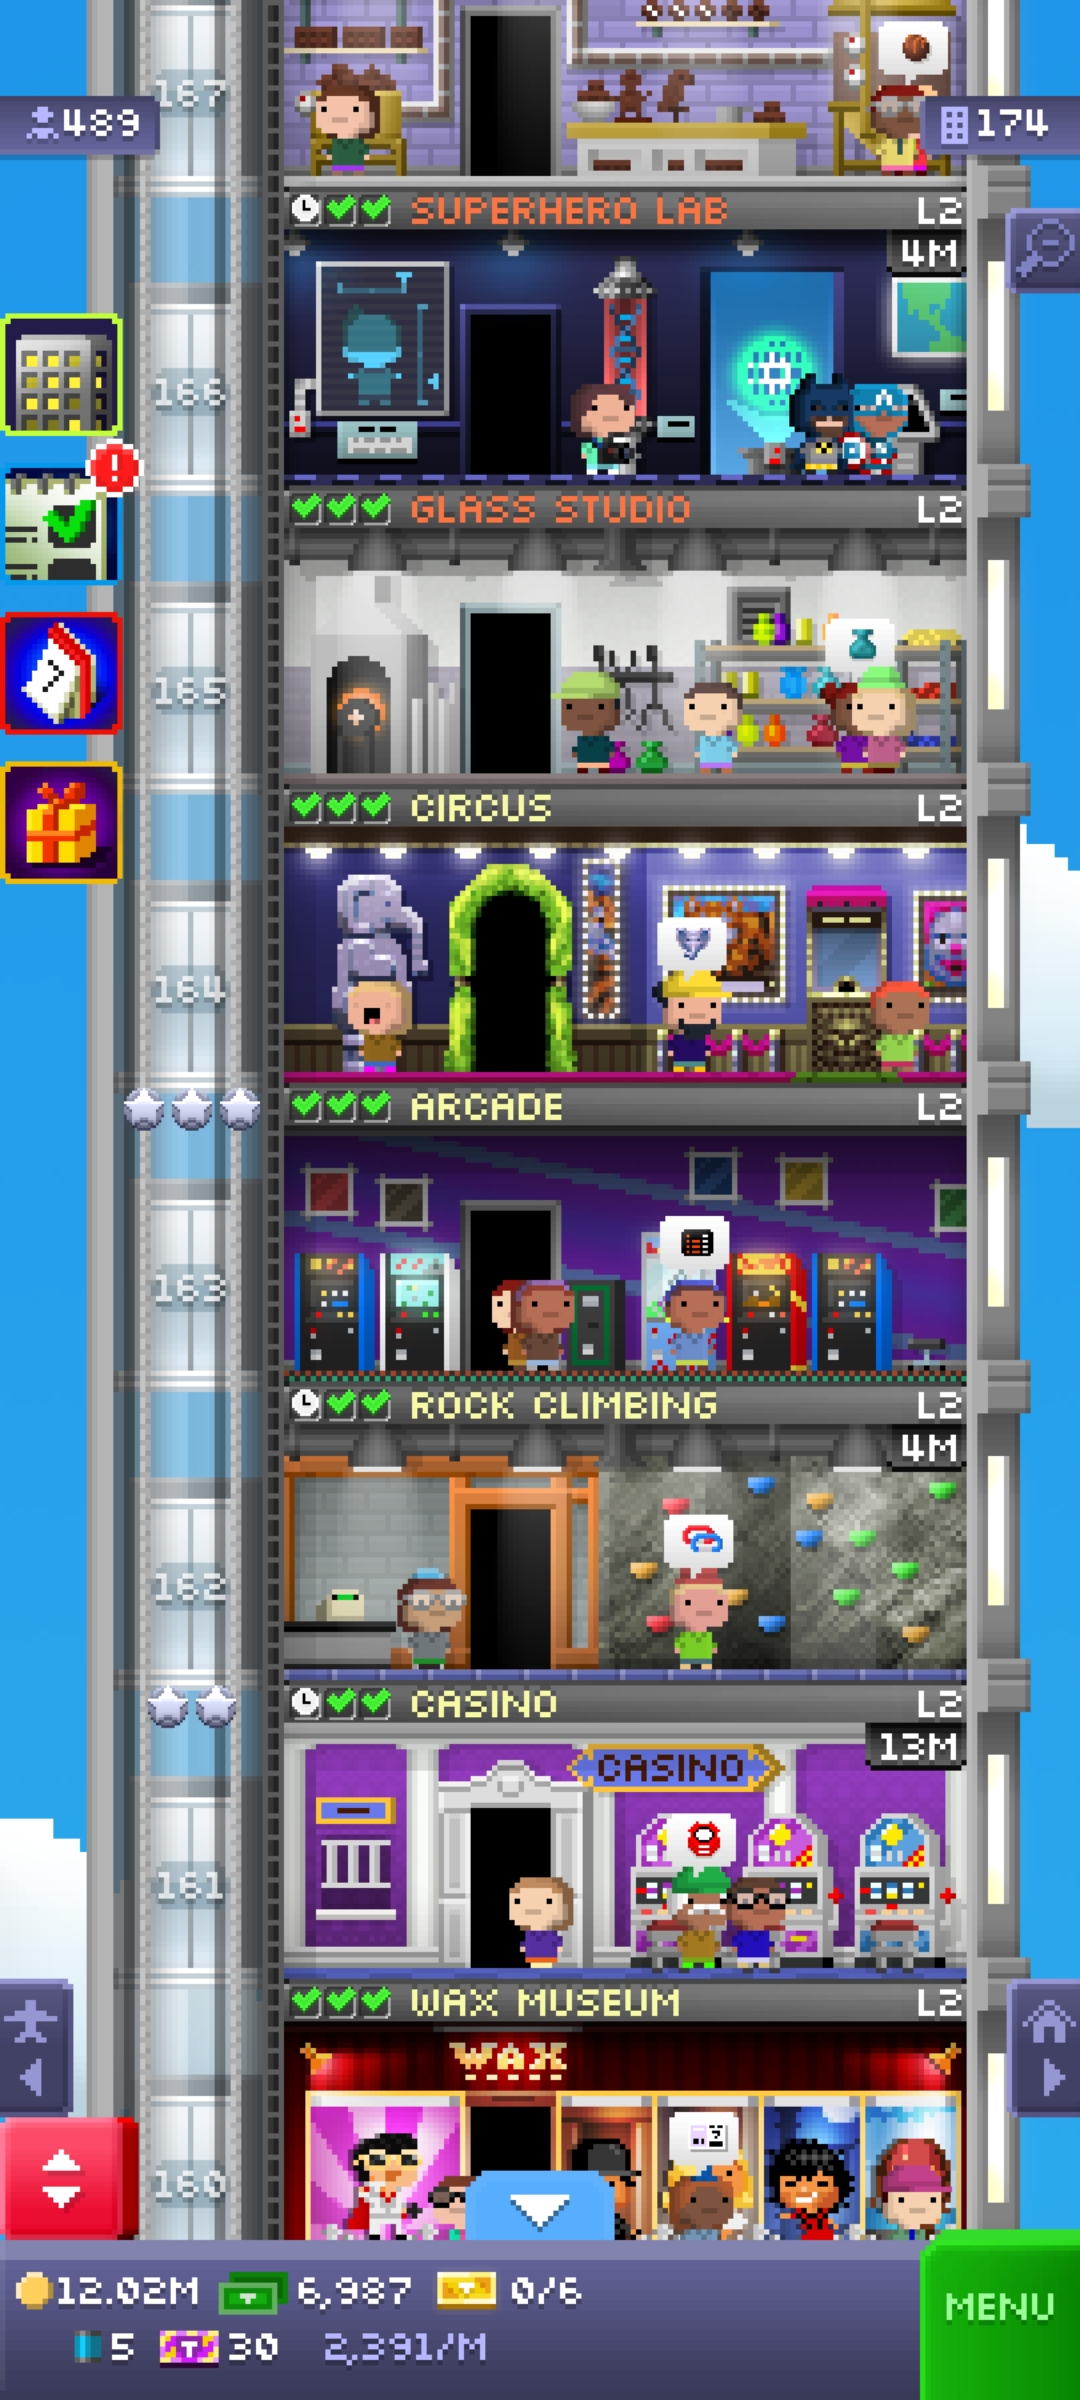 167
489
174
SUPERHERO LAB L2
4M
166
GLASS STUDIO L2
165
CIRCUS L2
164
ARCADE L2
163
ROCK CLIMBING L2
4M
162
CASINO L2
13M
CASINO
161
WAX MUSEUM L2
WAX
160
12.02M 6,987 0/6
MENU
5 30 2,391/M